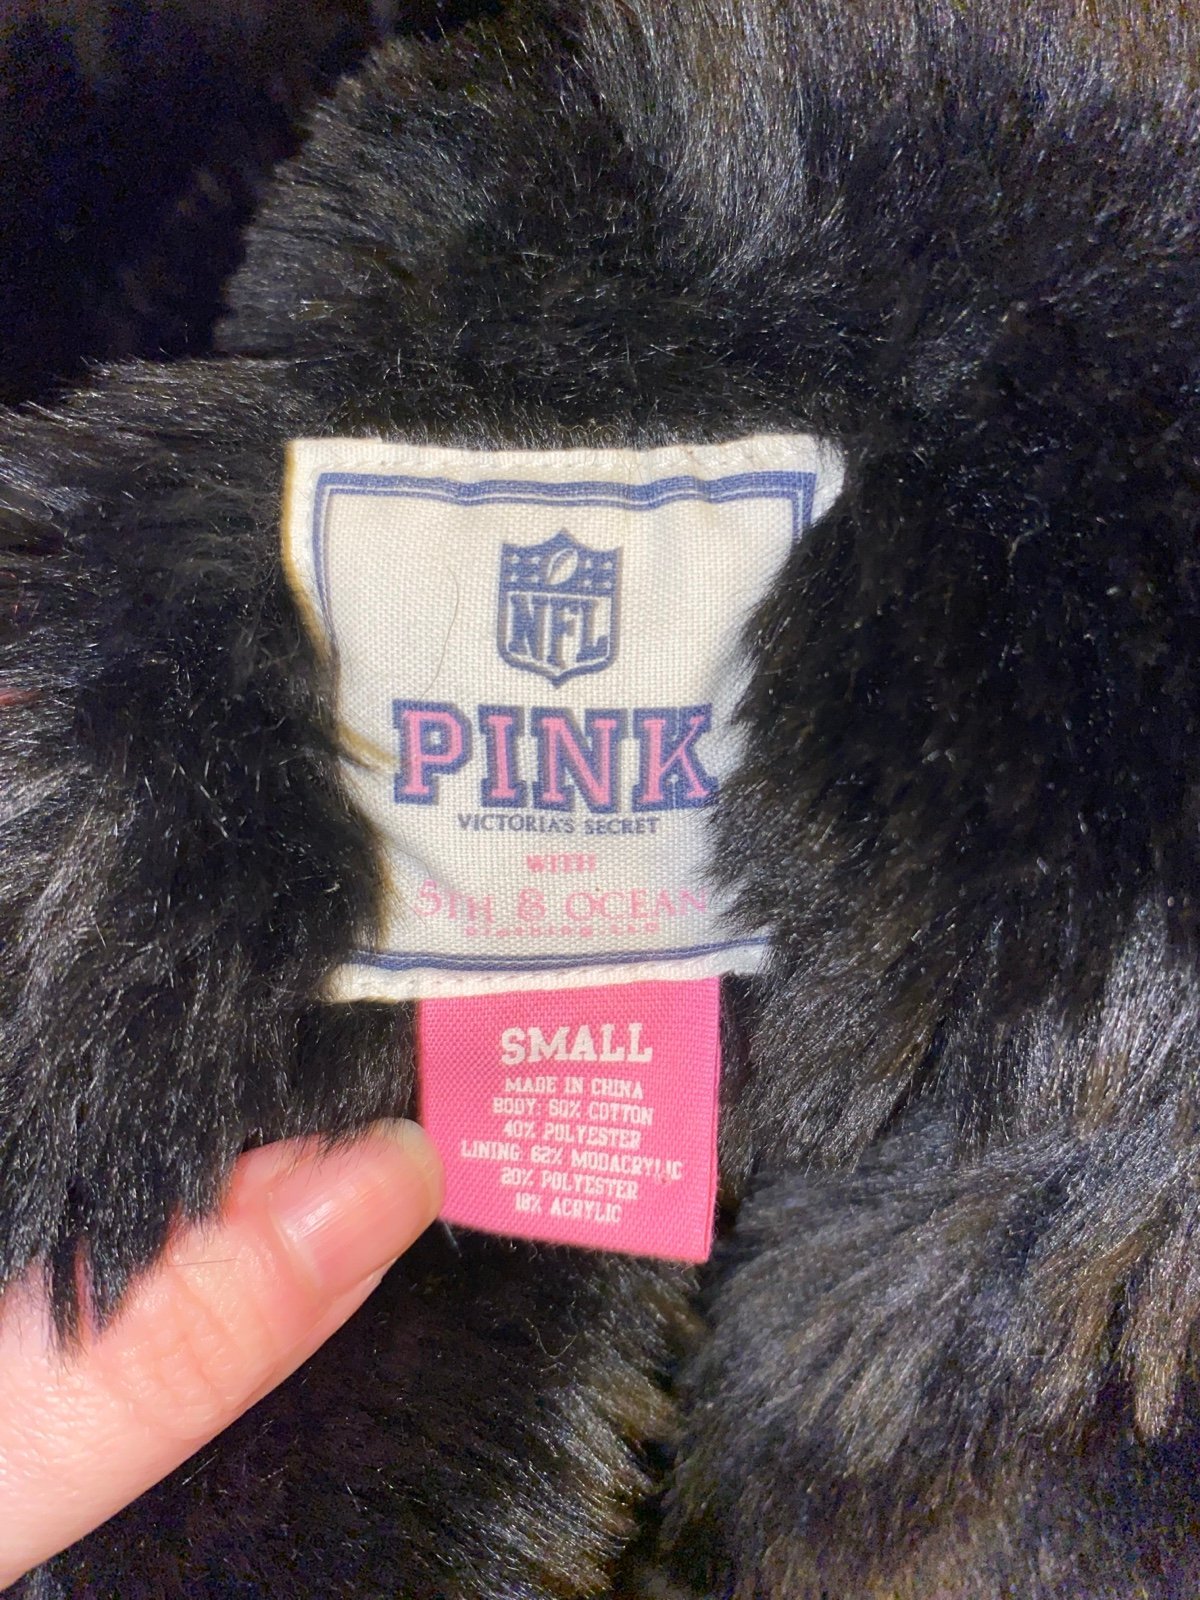 NFL
PINK
VICTORIA'S SECRET
WITH
5TH & OCEAN
SMALL
MADE IN CHINA
BODY: 60% COTTON
40% POLYESTER
LINING: 62% MODACRYLIC
20% POLYESTER
18% ACRYLIC